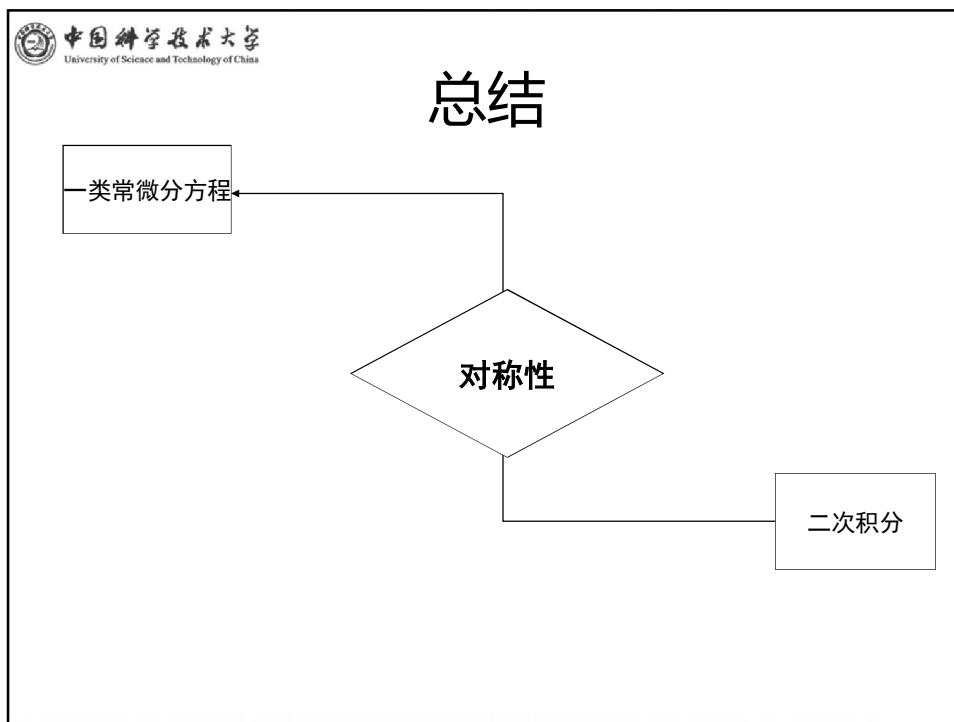 中国科学技术大学
University of Science and Technology of China
总结
一类常微分方程
对称性
二次积分